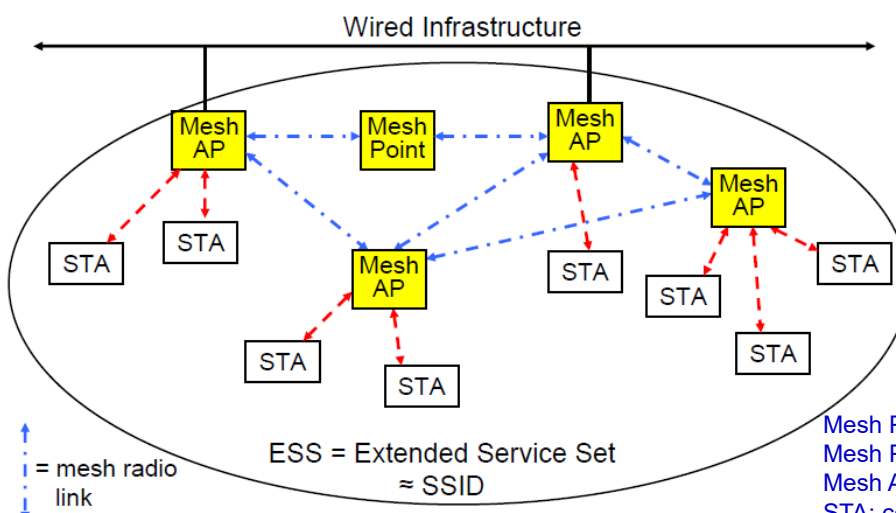 Wired Infrastructure
Mesh
AP
Mesh
Point
Mesh
AP
Mesh
AP
STA
STA
Mesh
AP
STA
STA
STA
STA
STA
STA
STA
ESS = Extended Service Set
≈ SSID
= mesh radio
link
Mesh
Mesh
Mesh
STA: